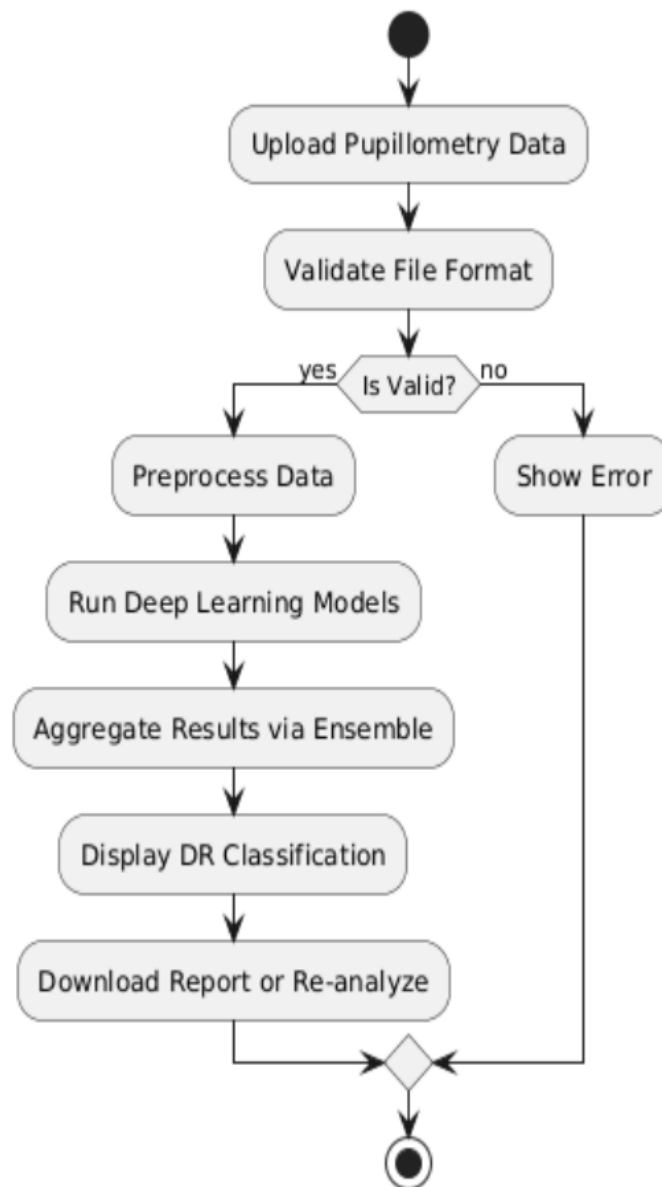 Upload Pupillometry Data
Validate File Format
yes
Is Valid?
no
Preprocess Data
Show Error
Run Deep Learning Models
Aggregate Results via Ensemble
Display DR Classification
Download Report or Re-analyze